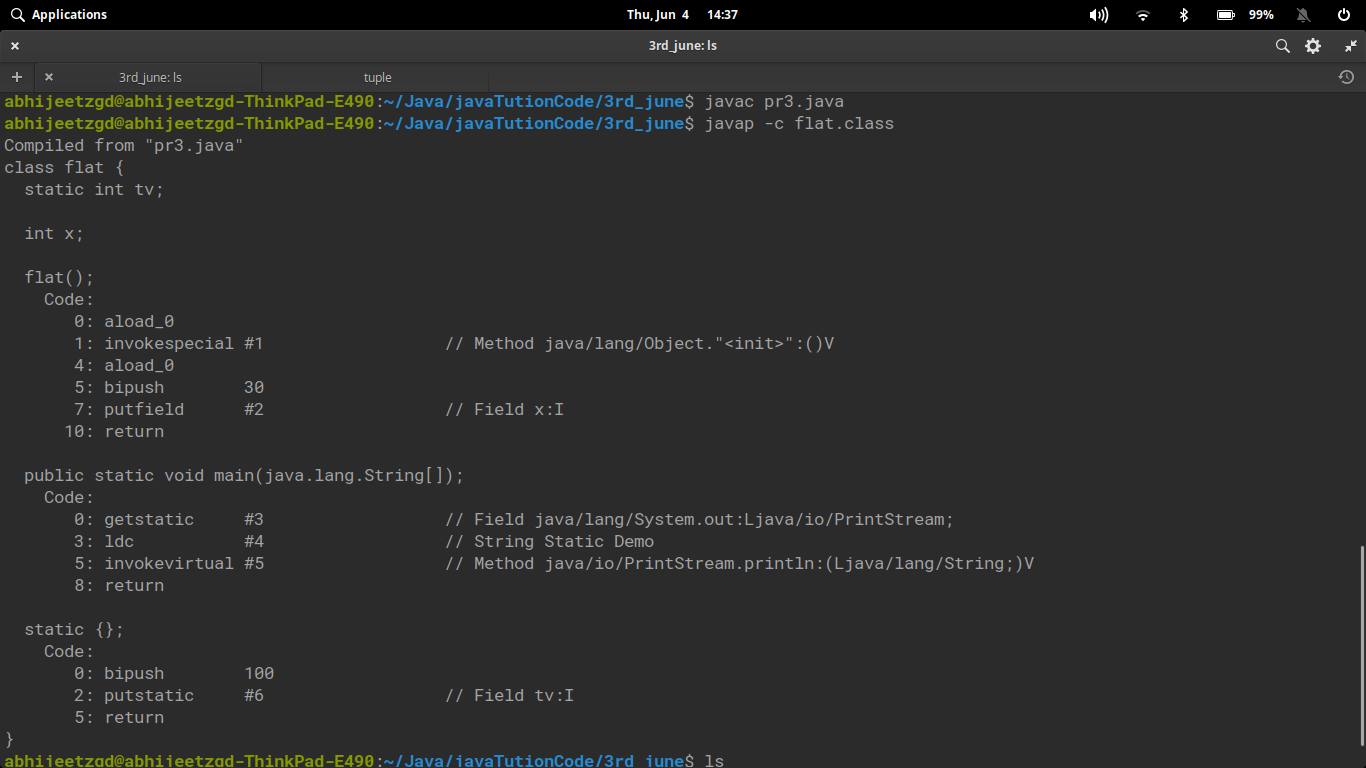 Applications Thu, Jun 4 14:37 99%
3rd_june: ls
3rd_june: ls tuple
abhijeetzgd@abhijeetzgd-ThinkPad-E490:~/Java/javaTutionCode/3rd_june$ javac pr3.java
abhijeetzgd@abhijeetzgd-ThinkPad-E490:~/Java/javaTutionCode/3rd_june$ javap -c flat.class
Compiled from "pr3.java"
class flat {
  static int tv;

  int x;

  flat();
    Code:
       0: aload_0
       1: invokespecial #1                  // Method java/lang/Object."<init>":()V
       4: aload_0
       5: bipush        30
       7: putfield      #2                  // Field x:I
      10: return

  public static void main(java.lang.String[]);
    Code:
       0: getstatic     #3                  // Field java/lang/System.out:Ljava/io/PrintStream;
       3: ldc           #4                  // String Static Demo
       5: invokevirtual #5                  // Method java/io/PrintStream.println:(Ljava/lang/String;)V
       8: return

  static {};
    Code:
       0: bipush        100
       2: putstatic     #6                  // Field tv:I
       5: return
}
abhijeetzgd@abhijeetzgd-ThinkPad-E490:~/Java/javaTutionCode/3rd_june$ ls